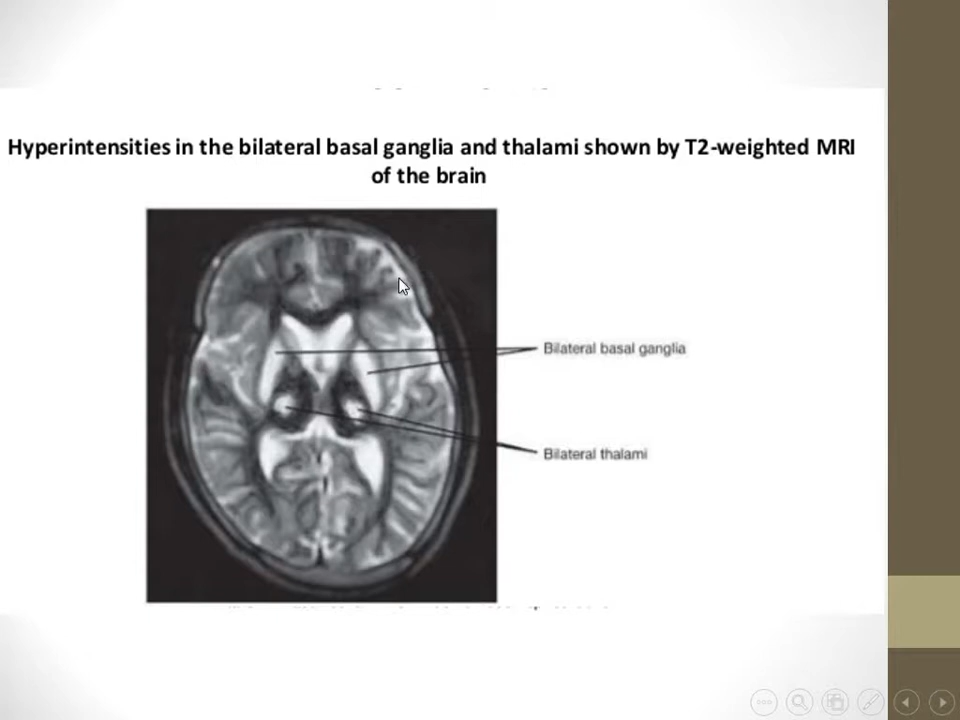 Hyperintensities in the bilateral basal ganglia and thalami shown by T2-weighted MRI
of the brain
Bilateral basal ganglia
Bilateral thalami